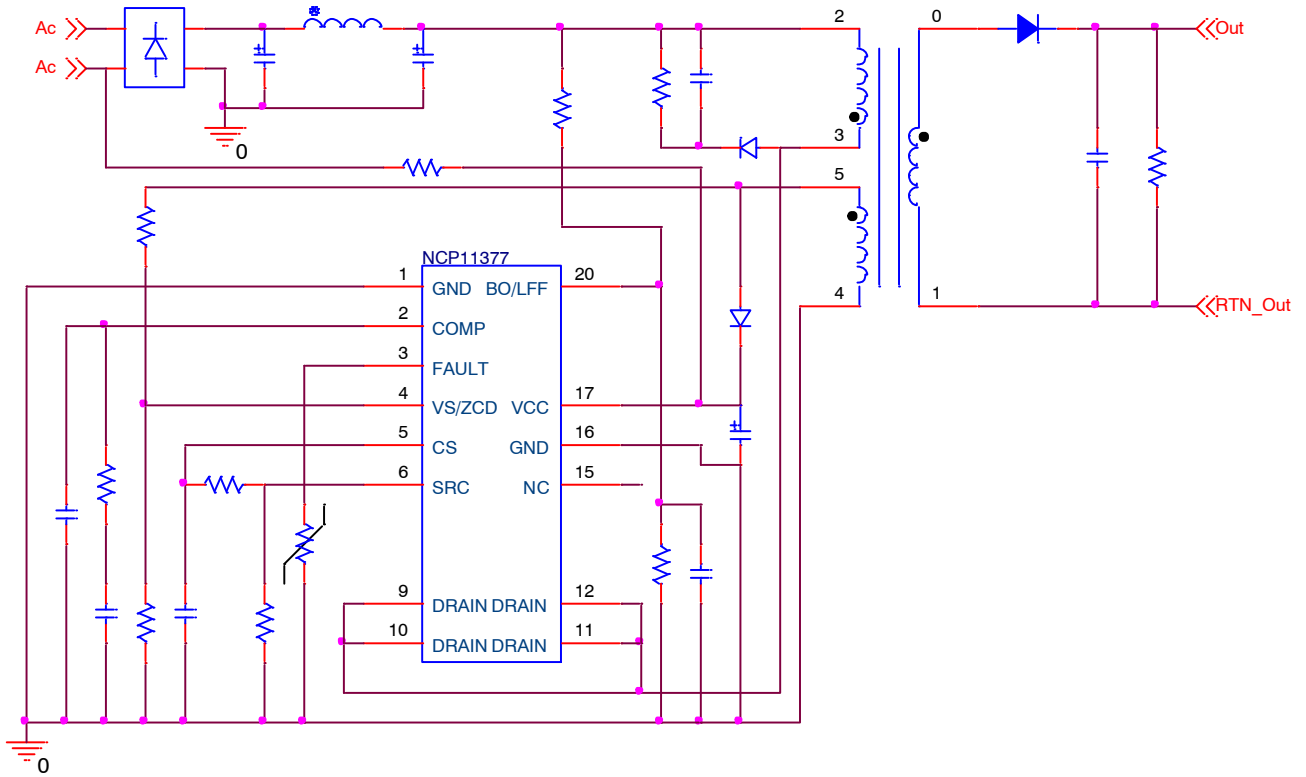 Ac
2
0
Out
Ac
3
0
5
NCP11377
1 GND BO/LFF 20
4
1
RTN_Out
2 COMP
3 FAULT
4 VS/ZCD VCC 17
5 CS GND 16
6 SRC NC 15
9 DRAIN DRAIN 12
10 DRAIN DRAIN 11
0